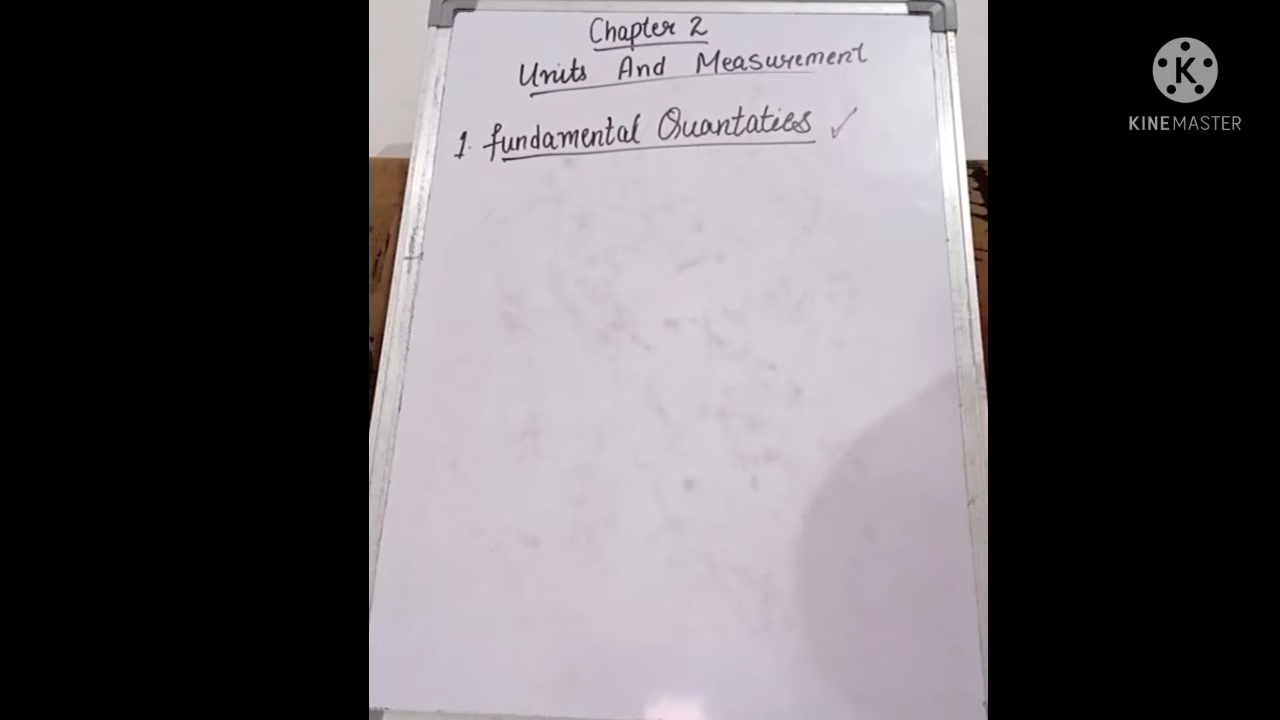 Chapter 2
Units And Measurement
1. fundamental Quantaties ✓
K
KINEMASTER